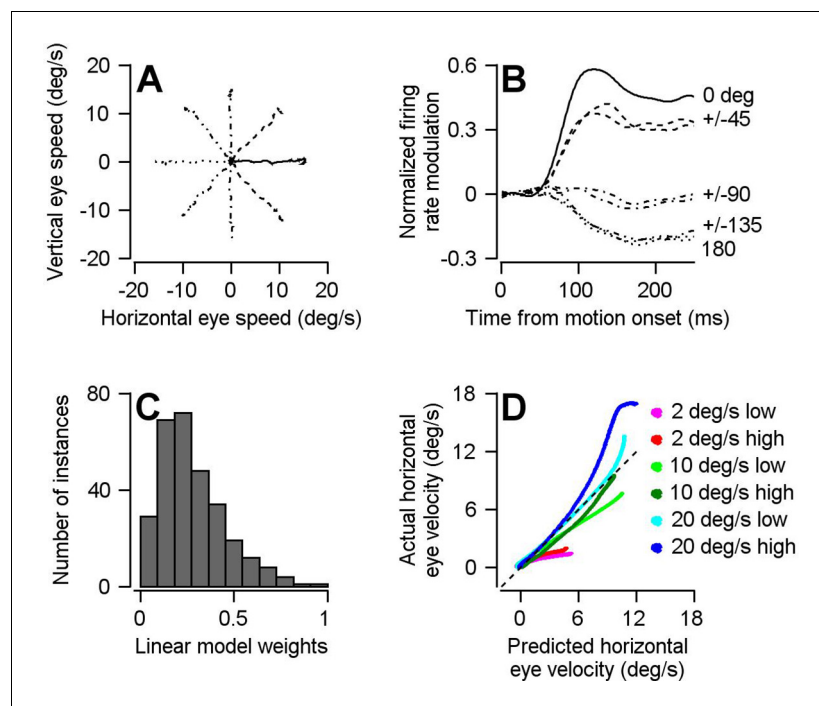 A
Vertical eye speed (deg/s)
20
10
0
-10
-20
-20 -10 0 10 20
Horizontal eye speed (deg/s)
B
Normalized firing
rate modulation
0.6
0.3
0
-0.3
0 deg
+/-45
+/-90
+/-135
180
0 100 200
Time from motion onset (ms)
C
Number of instances
80
40
0
0 0.5 1
Linear model weights
D
Actual horizontal
eye velocity (deg/s)
18
12
6
0
2 deg/s low
2 deg/s high
10 deg/s low
10 deg/s high
20 deg/s low
20 deg/s high
0 6 12 18
Predicted horizontal
eye velocity (deg/s)